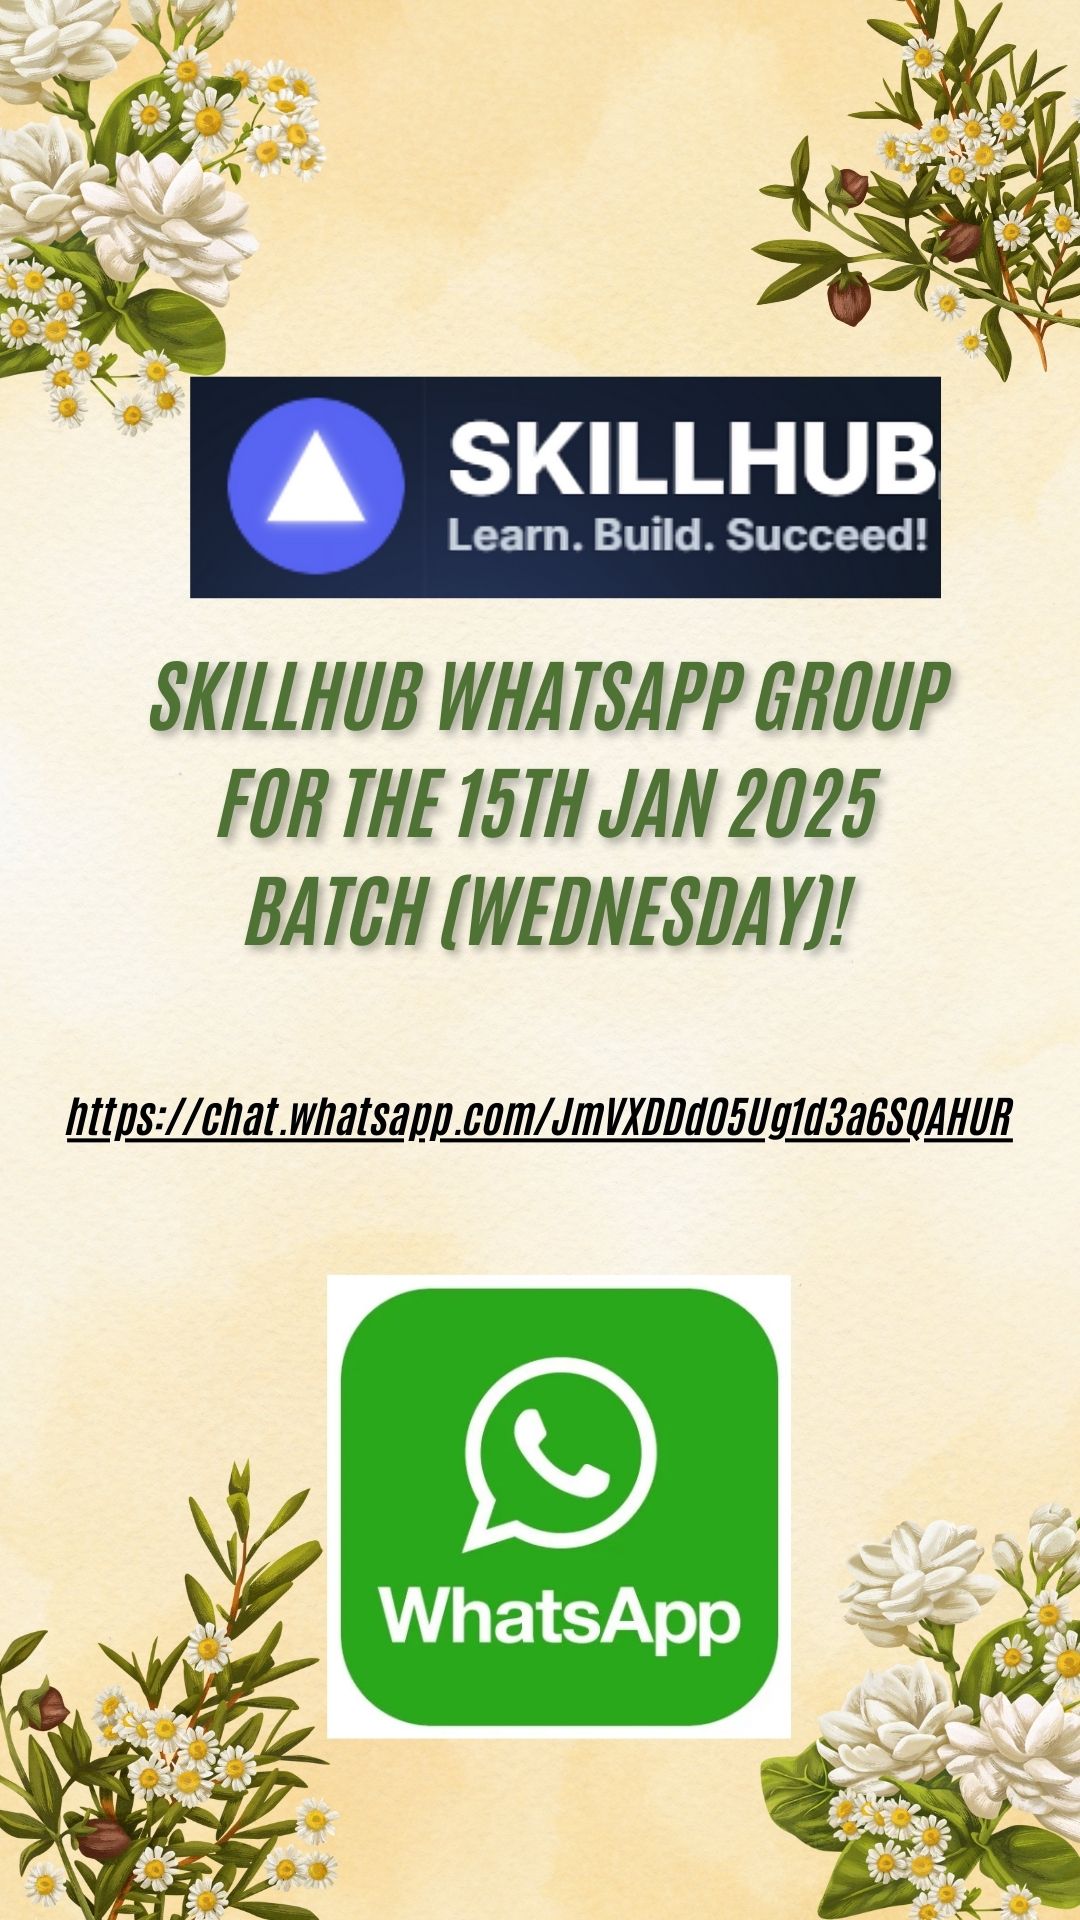 SKILLHUB
Learn. Build. Succeed!
SKILLHUB WHATSAPP GROUP
FOR THE 15TH JAN 2025
BATCH (WEDNESDAY)!
https://chat.whatsapp.com/JmVXDDdO5Ug1d3a6SQAHUR
WhatsApp